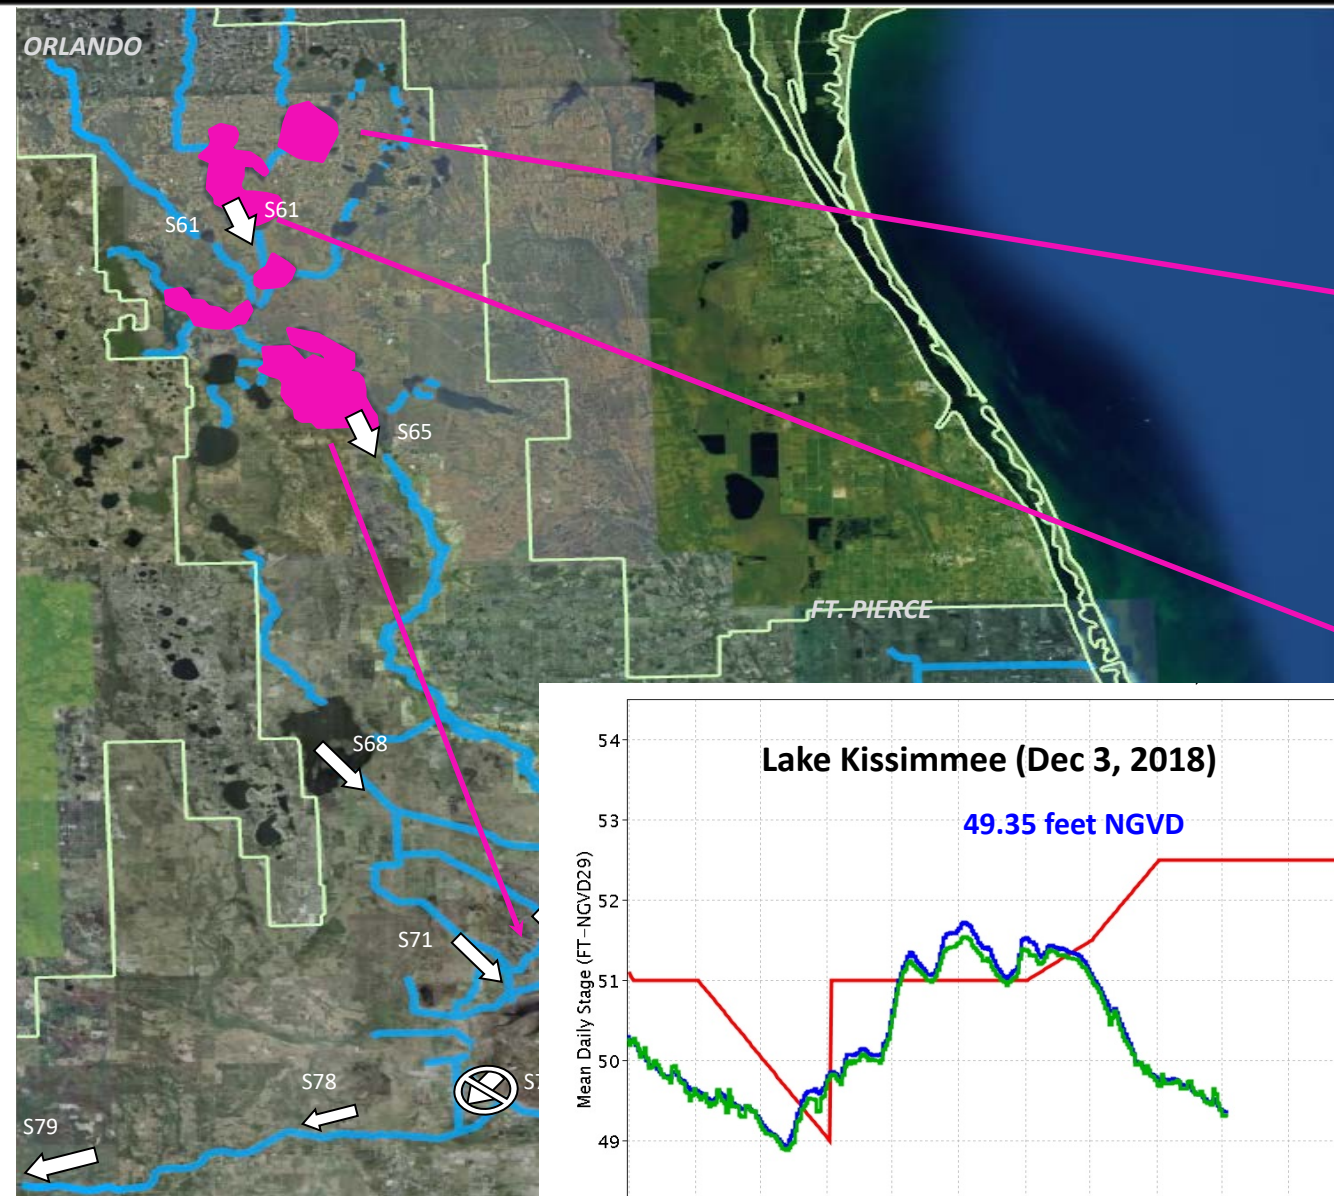 ORLANDO
S61
S61
S65
FT. PIERCE
S68
S71
S78
S79
54
53
52
51
50
49
Mean Daily Stage (FT-NGVD29)
Lake Kissimmee (Dec 3, 2018)
49.35 feet NGVD